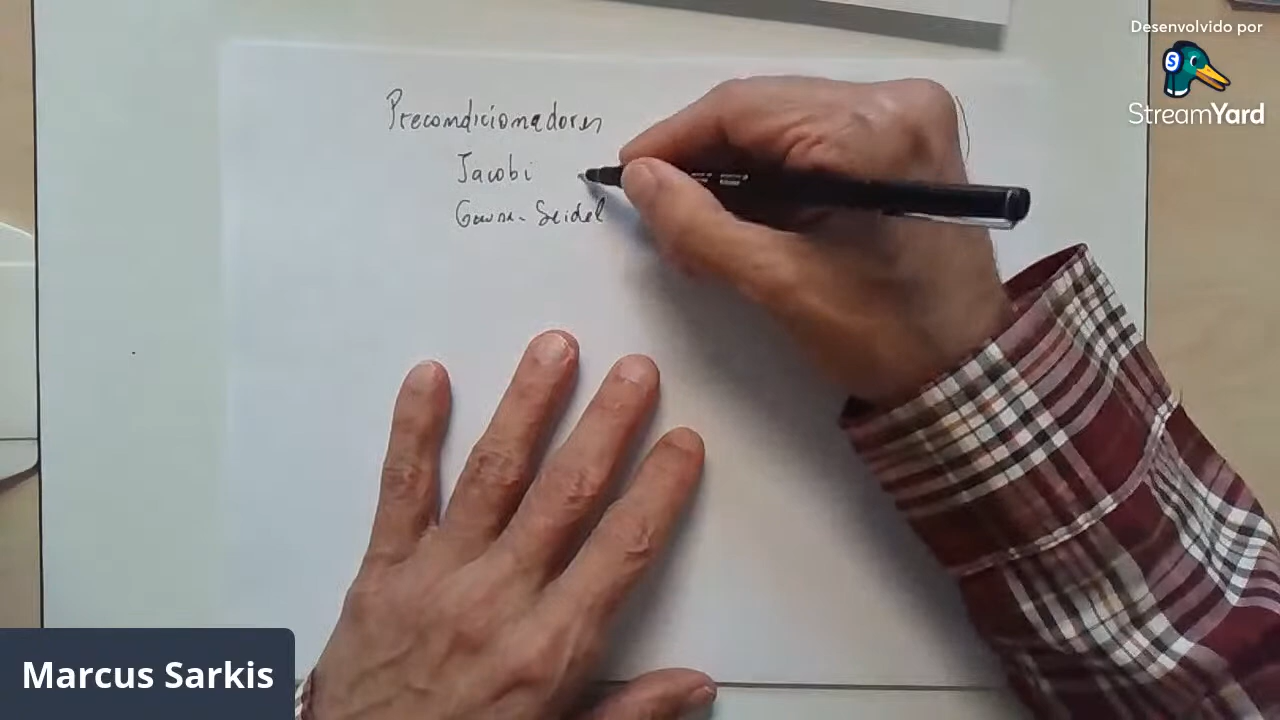 Desenvolvido por
StreamYard
Precondicionadores
Jacobi
Gauss-Seidel
Marcus Sarkis